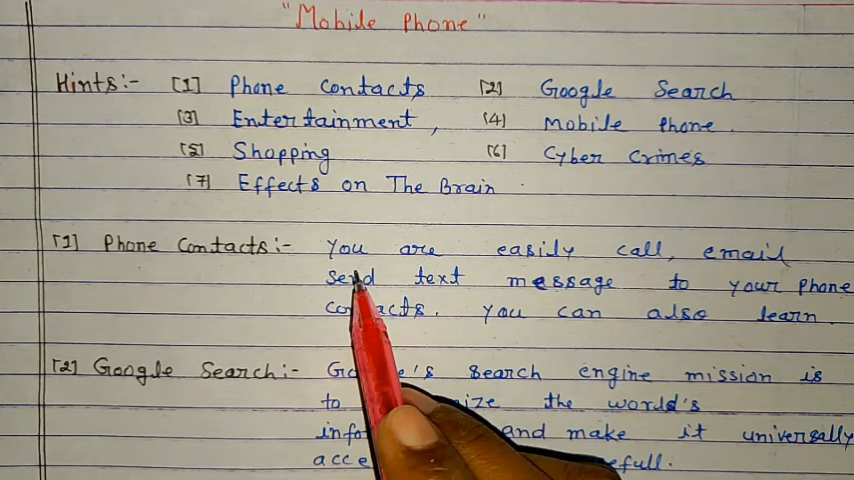 "Mobile Phone"
Hints:- [1] Phone Contacts [2] Google Search
[3] Entertainment, [4] Mobile Phone.
[5] Shopping [6] Cyber Crimes
[7] Effects on The Brain.
[1] Phone Contacts:- You are easily call, email
send text message to your phone
contacts. You can also learn.
[2] Google Search:- search engine mission is
to the world's
and make it universally